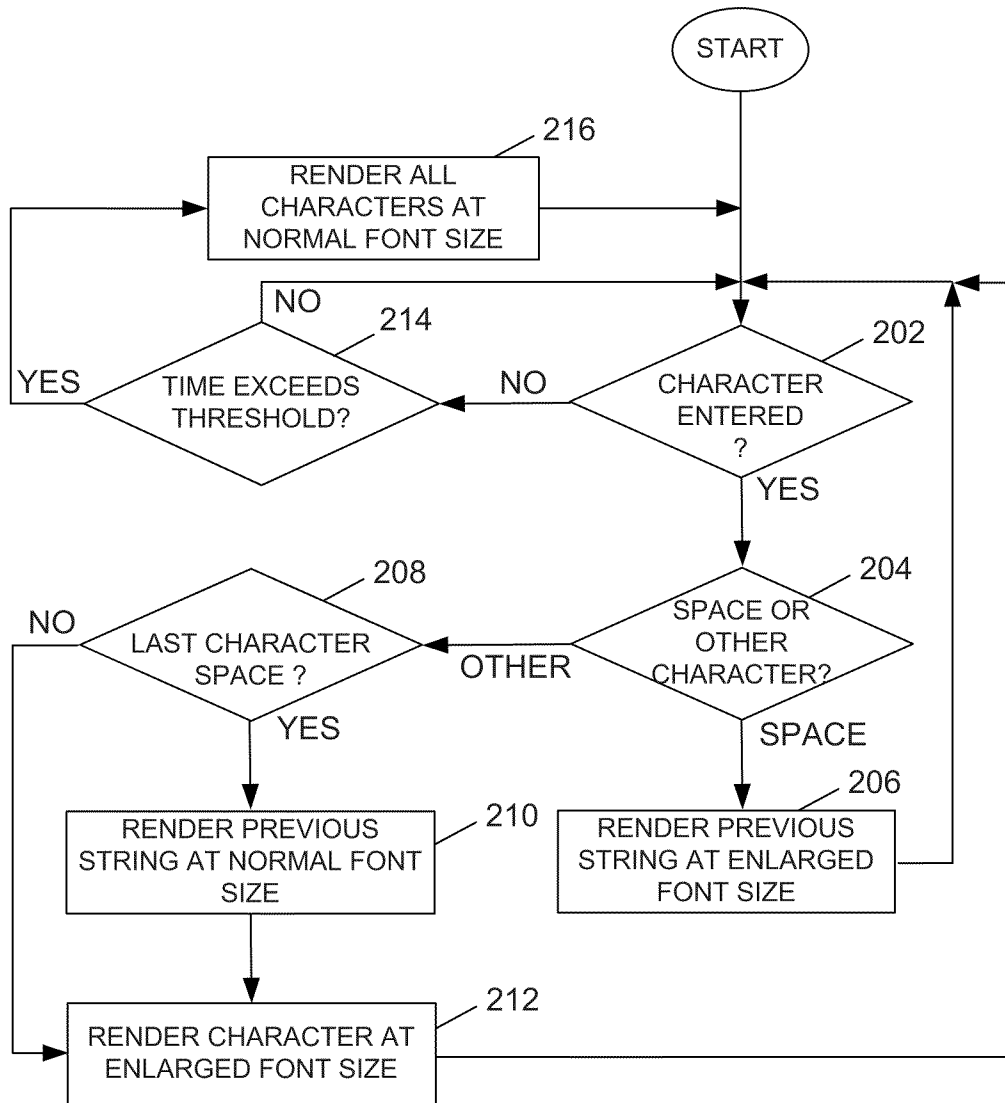 START
216
RENDER ALL
CHARACTERS AT
NORMAL FONT SIZE
NO
214
202
YES
TIME EXCEEDS
THRESHOLD?
NO
CHARACTER
ENTERED
?
YES
208
204
NO
LAST CHARACTER
SPACE ?
OTHER
SPACE OR
OTHER
CHARACTER?
YES
SPACE
210
206
RENDER PREVIOUS
STRING AT NORMAL FONT
SIZE
RENDER PREVIOUS
STRING AT ENLARGED
FONT SIZE
212
RENDER CHARACTER AT
ENLARGED FONT SIZE